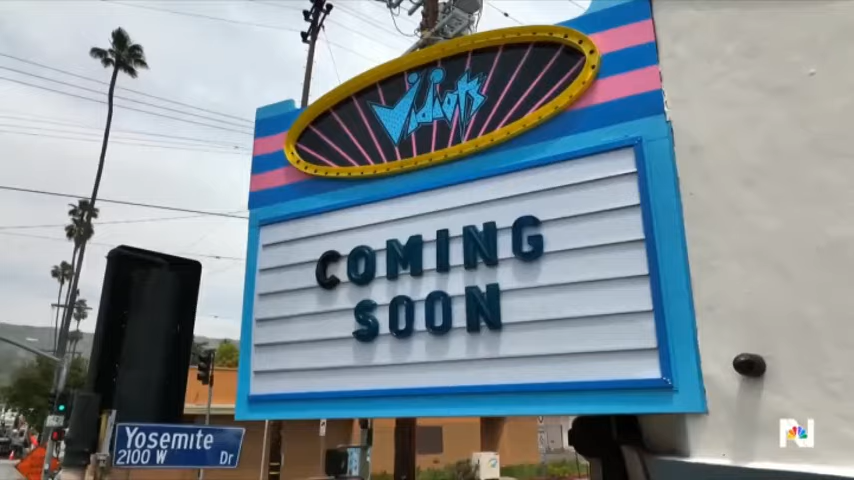 Vidiots
COMING
SOON
Yosemite Dr
2100 W
N